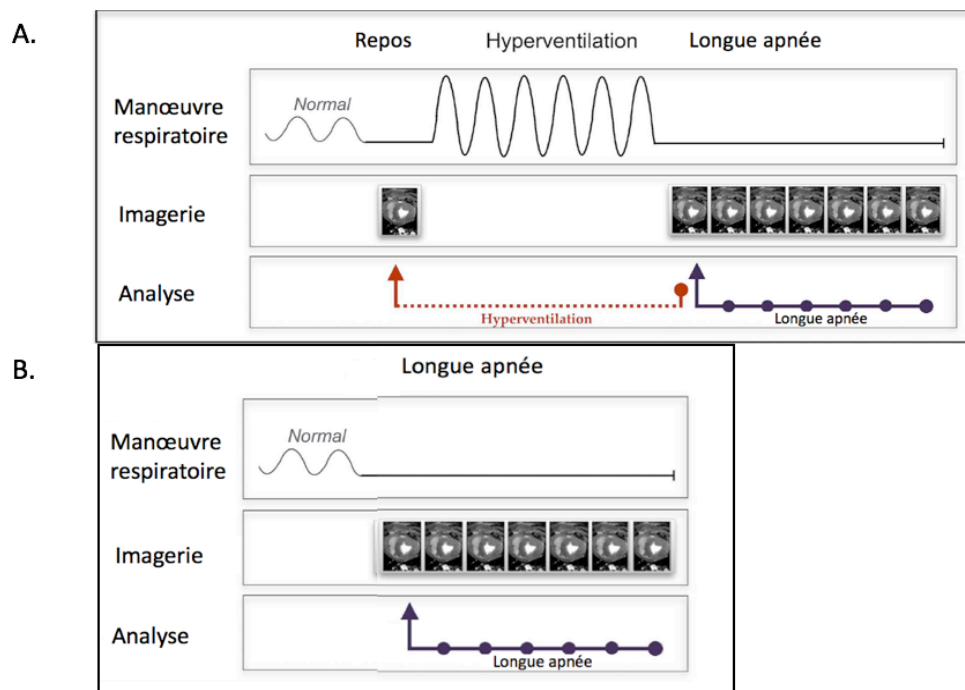 A.
Repos Hyperventilation Longue apnée
Manœuvre
respiratoire
Normal
Imagerie
Analyse
Hyperventilation
Longue apnée
B.
Longue apnée
Manœuvre
respiratoire
Normal
Imagerie
Analyse
Longue apnée